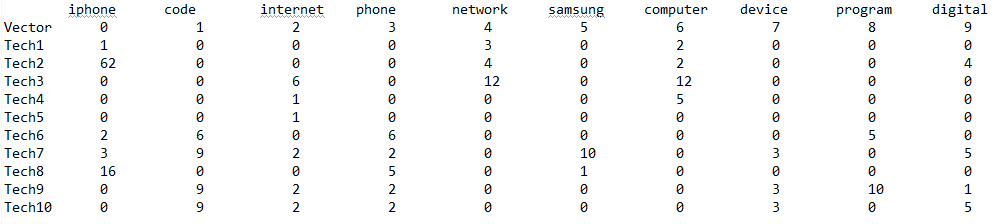 iphone code internet phone network samsung computer device program digital
Vector 0 1 2 3 4 5 6 7 8 9
Tech1 1 0 0 0 3 0 2 0 0 0
Tech2 62 0 0 0 4 0 2 0 0 4
Tech3 0 0 6 0 12 0 12 0 0 0
Tech4 0 0 1 0 0 0 5 0 0 0
Tech5 0 0 1 0 0 0 0 0 0 0
Tech6 2 6 0 6 0 0 0 0 5 0
Tech7 3 9 2 2 0 10 0 3 0 5
Tech8 16 0 0 5 0 1 0 0 0 0
Tech9 0 9 2 2 0 0 0 3 10 1
Tech10 0 9 2 2 0 0 0 3 0 5